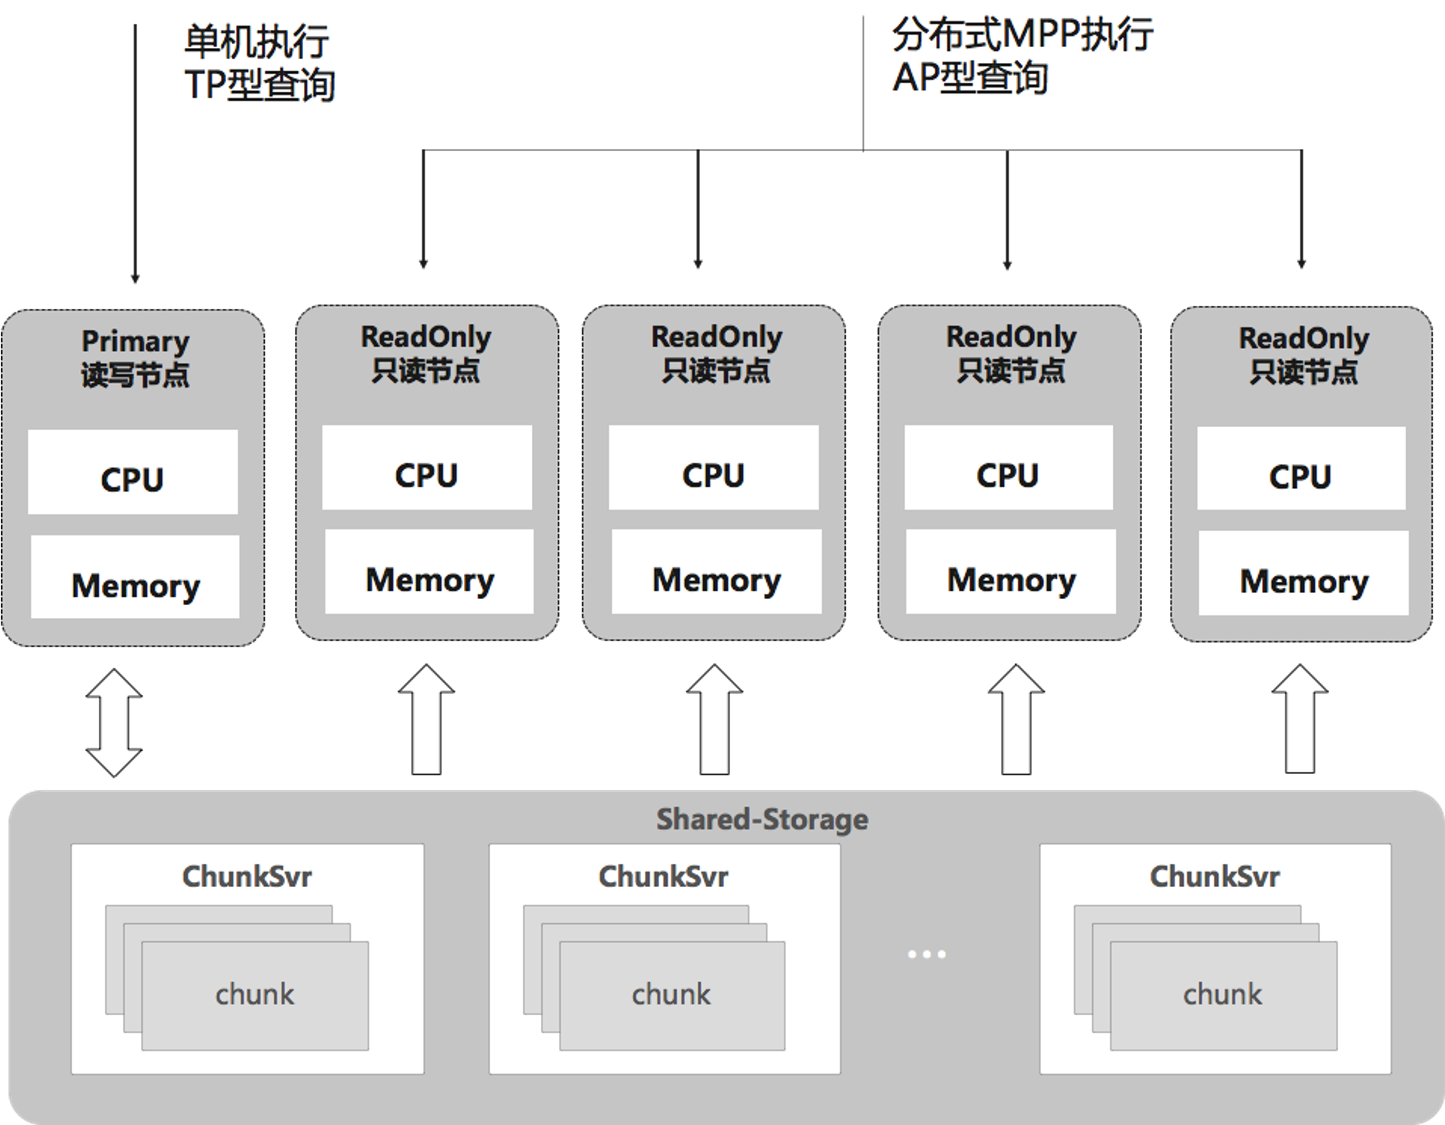 单机执行
TP型查询
分布式MPP执行
AP型查询
Primary
读写节点
CPU
Memory
ReadOnly
只读节点
CPU
Memory
ReadOnly
只读节点
CPU
Memory
ReadOnly
只读节点
CPU
Memory
ReadOnly
只读节点
CPU
Memory
Shared-Storage
ChunkSvr
chunk
ChunkSvr
chunk
...
ChunkSvr
chunk